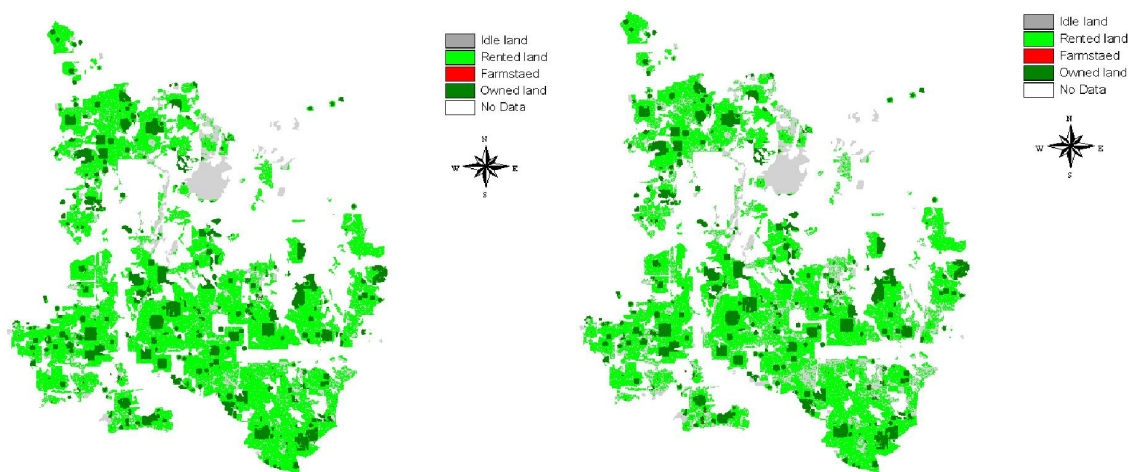 Idle land
Rented land
Farmstaed
Owned land
No Data
N
W E
S
Idle land
Rented land
Farmstaed
Owned land
No Data
N
W E
S